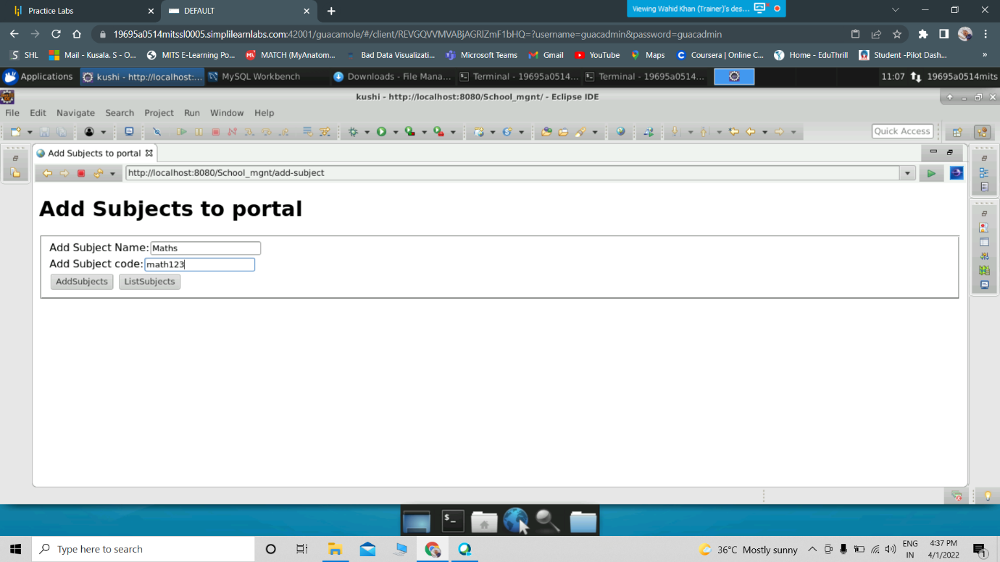 Practice Labs
DEFAULT
Viewing Wahid Khan (Trainer)'s des...
19695a0514mitssl0005.simplilearnlabs.com:42001/guacamole/#/client/REVGQVVMVABjAGRlZmF1bHQ=?username=guacadmin&password=guacadmin
SHL
Mail - Kusala. S - O...
MITS E-Learning Po...
MATCH (MyAnatom...
Bad Data Visualizati...
Microsoft Teams
Gmail
YouTube
Maps
Coursera | Online C...
Home - EduThrill
Student -Pilot Dash...
»
Applications
kushi - http://localhost:...
MySQL Workbench
Downloads - File Mana...
Terminal - 19695a0514...
Terminal - 19695a0514...
11:07
19695a0514mits
kushi - http://localhost:8080/School_mgnt/ - Eclipse IDE
File Edit Navigate Search Project Run Window Help
Quick Access
Add Subjects to portal
http://localhost:8080/School_mgnt/add-subject
Add Subjects to portal
Add Subject Name: Maths
Add Subject code: math123
AddSubjects ListSubjects
Type here to search
36°C Mostly sunny
ENG
IN
4:37 PM
4/1/2022
1